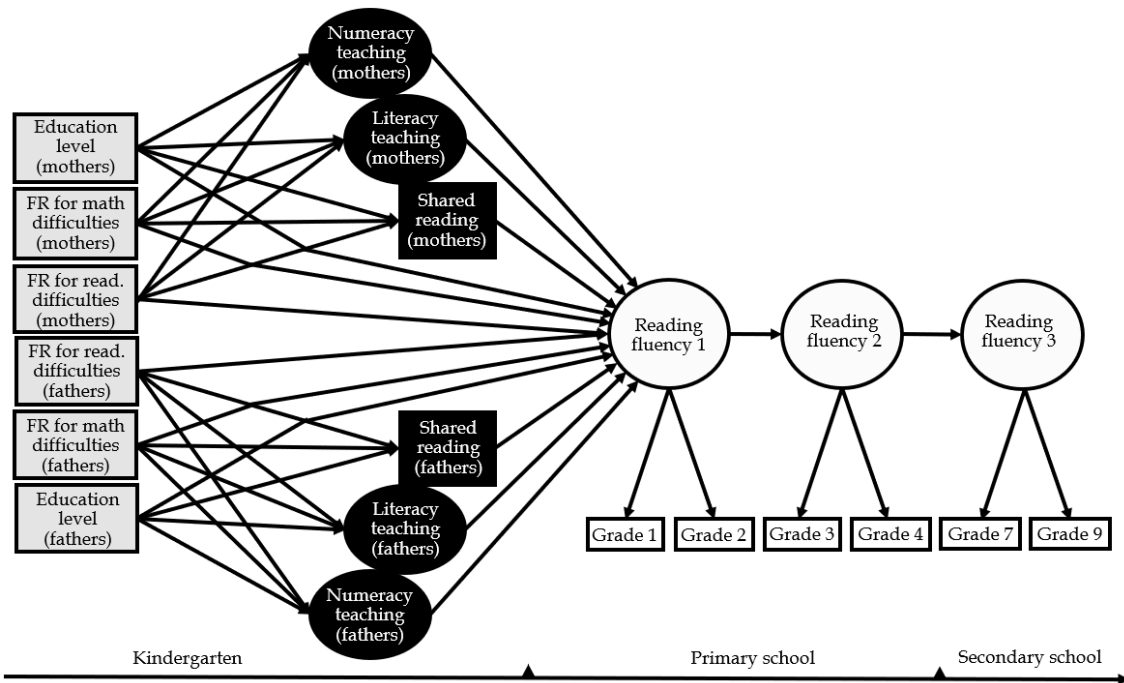 Numeracy
teaching
(mothers)
Literacy
teaching
(mothers)
Shared
reading
(mothers)
Education
level
(mothers)
FR for math
difficulties
(mothers)
FR for read.
difficulties
(mothers)
FR for read.
difficulties
(fathers)
FR for math
difficulties
(fathers)
Education
level
(fathers)
Shared
reading
(fathers)
Literacy
teaching
(fathers)
Numeracy
teaching
(fathers)
Reading
fluency 1
Reading
fluency 2
Reading
fluency 3
Grade 1
Grade 2
Grade 3
Grade 4
Grade 7
Grade 9
Kindergarten
Primary school
Secondary school